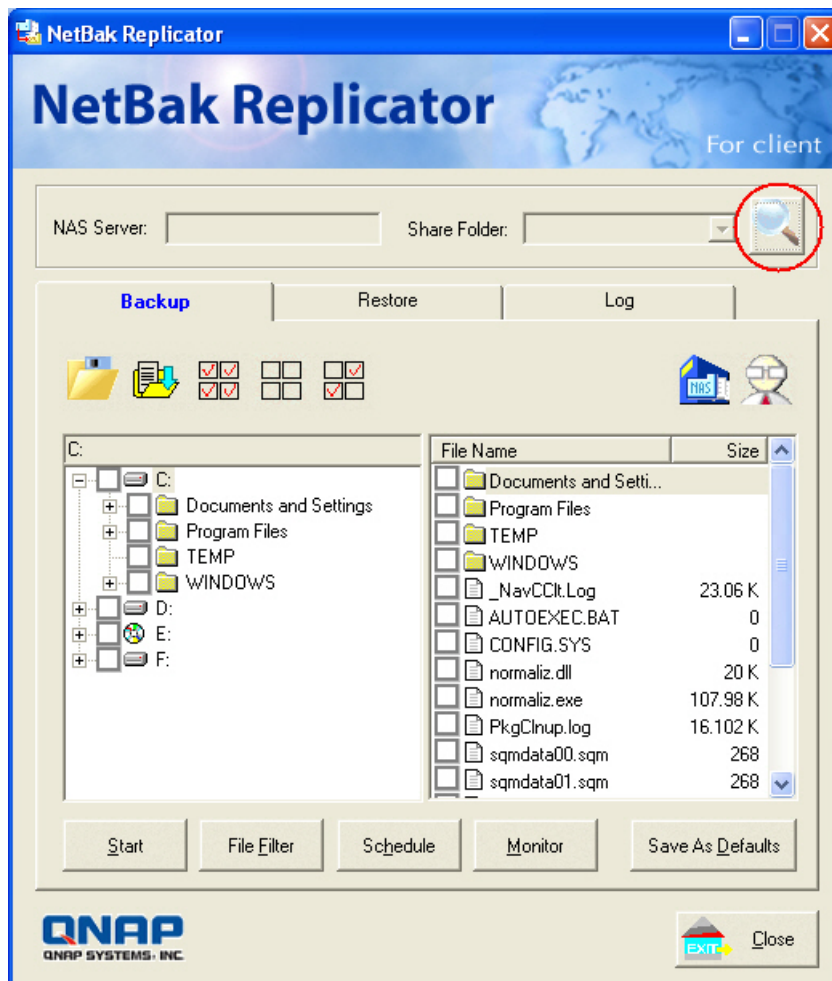 NetBak Replicator
NetBak Replicator
For client
NAS Server:
Share Folder:
Backup
Restore
Log
NAS
C:
C:
Documents and Settings
Program Files
TEMP
WINDOWS
D:
E:
F:
File Name Size
Documents and Setti...
Program Files
TEMP
WINDOWS
_NavCClt.Log 23.06 K
AUTOEXEC.BAT 0
CONFIG.SYS 0
normaliz.dll 20 K
normaliz.exe 107.98 K
PkgClnup.log 16.102 K
sqmdata00.sqm 268
sqmdata01.sqm 268
Start
File Filter
Schedule
Monitor
Save As Defaults
QNAP
QNAP SYSTEMS, INC.
EXIT
Close